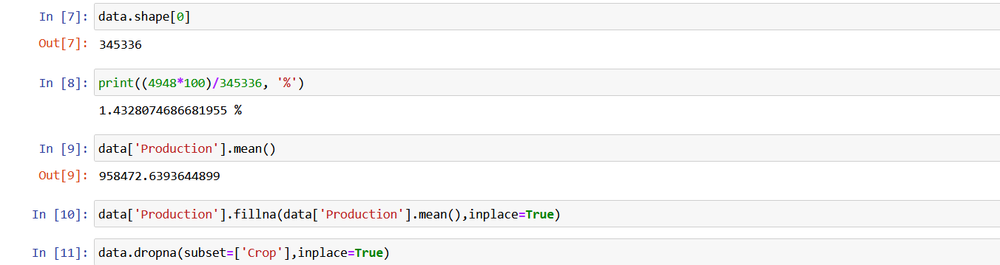 In [7]: data.shape[0]
Out[7]: 345336
In [8]: print((4948*100)/345336, '%')
1.4328074686681955 %
In [9]: data['Production'].mean()
Out[9]: 958472.6393644899
In [10]: data['Production'].fillna(data['Production'].mean(),inplace=True)
In [11]: data.dropna(subset=['Crop'],inplace=True)